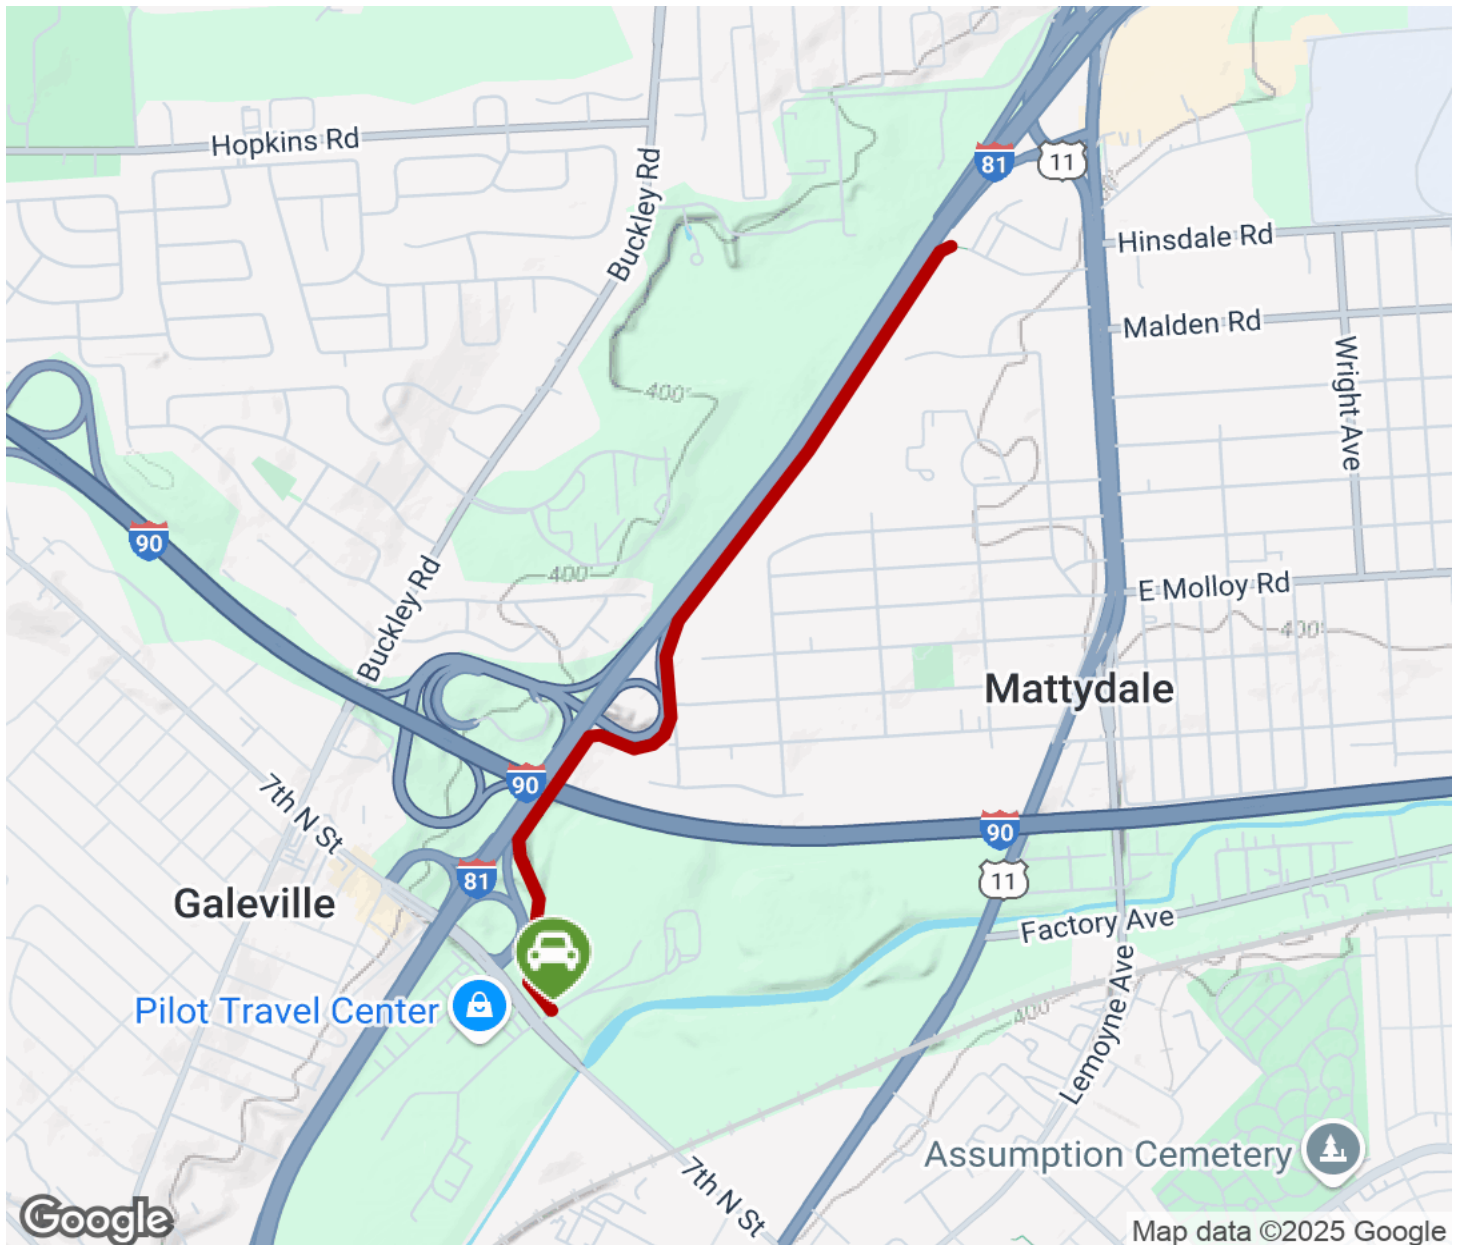 Hopkins Rd
Buckley Rd
81
11
Hinsdale Rd
Malden Rd
Wright Ave
400'
90
400'
E Molloy Rd
400'
Buckley Rd
Mattydale
90
7th N St
90
81
11
Galeville
Factory Ave
Pilot Travel Center
400
Lemoyne Ave
Assumption Cemetery
7th N St
Google
Map data ©2025 Google